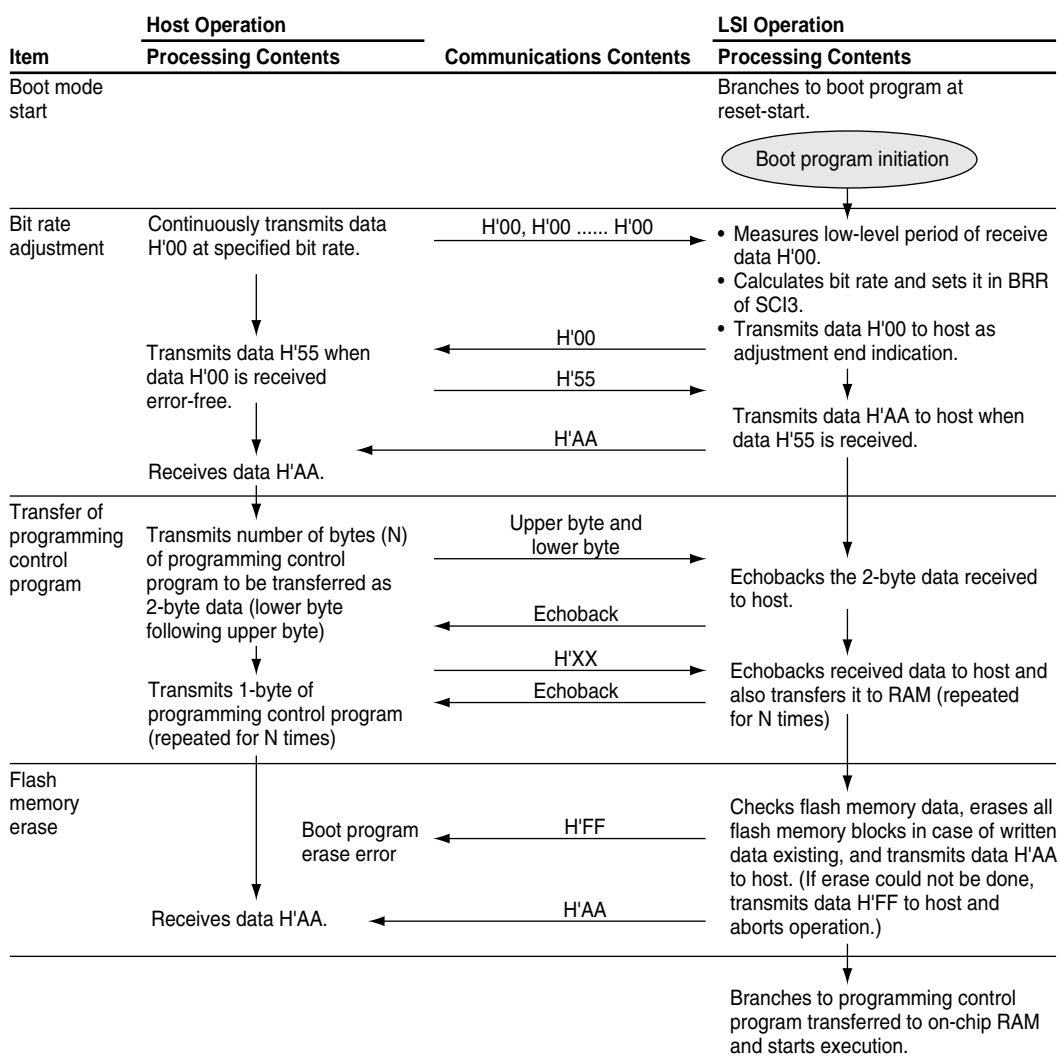 Host Operation
LSI Operation
Item
Processing Contents
Communications Contents
Processing Contents
Boot mode
start
Branches to boot program at
reset-start.
Boot program initiation
Bit rate
adjustment
Continuously transmits data
H'00 at specified bit rate.
H'00, H'00 ...... H'00
• Measures low-level period of receive
data H'00.
• Calculates bit rate and sets it in BRR
of SCI3.
• Transmits data H'00 to host as
adjustment end indication.
H'00
Transmits data H'55 when
data H'00 is received
error-free.
H'55
Transmits data H'AA to host when
data H'55 is received.
H'AA
Receives data H'AA.
Transfer of
programming
control
program
Transmits number of bytes (N)
of programming control
program to be transferred as
2-byte data (lower byte
following upper byte)
Upper byte and
lower byte
Echobacks the 2-byte data received
to host.
Echoback
H'XX
Transmits 1-byte of
programming control program
(repeated for N times)
Echoback
Echobacks received data to host and
also transfers it to RAM (repeated
for N times)
Flash
memory
erase
Boot program
erase error
H'FF
Checks flash memory data, erases all
flash memory blocks in case of written
data existing, and transmits data H'AA
to host. (If erase could not be done,
transmits data H'FF to host and
aborts operation.)
H'AA
Receives data H'AA.
Branches to programming control
program transferred to on-chip RAM
and starts execution.